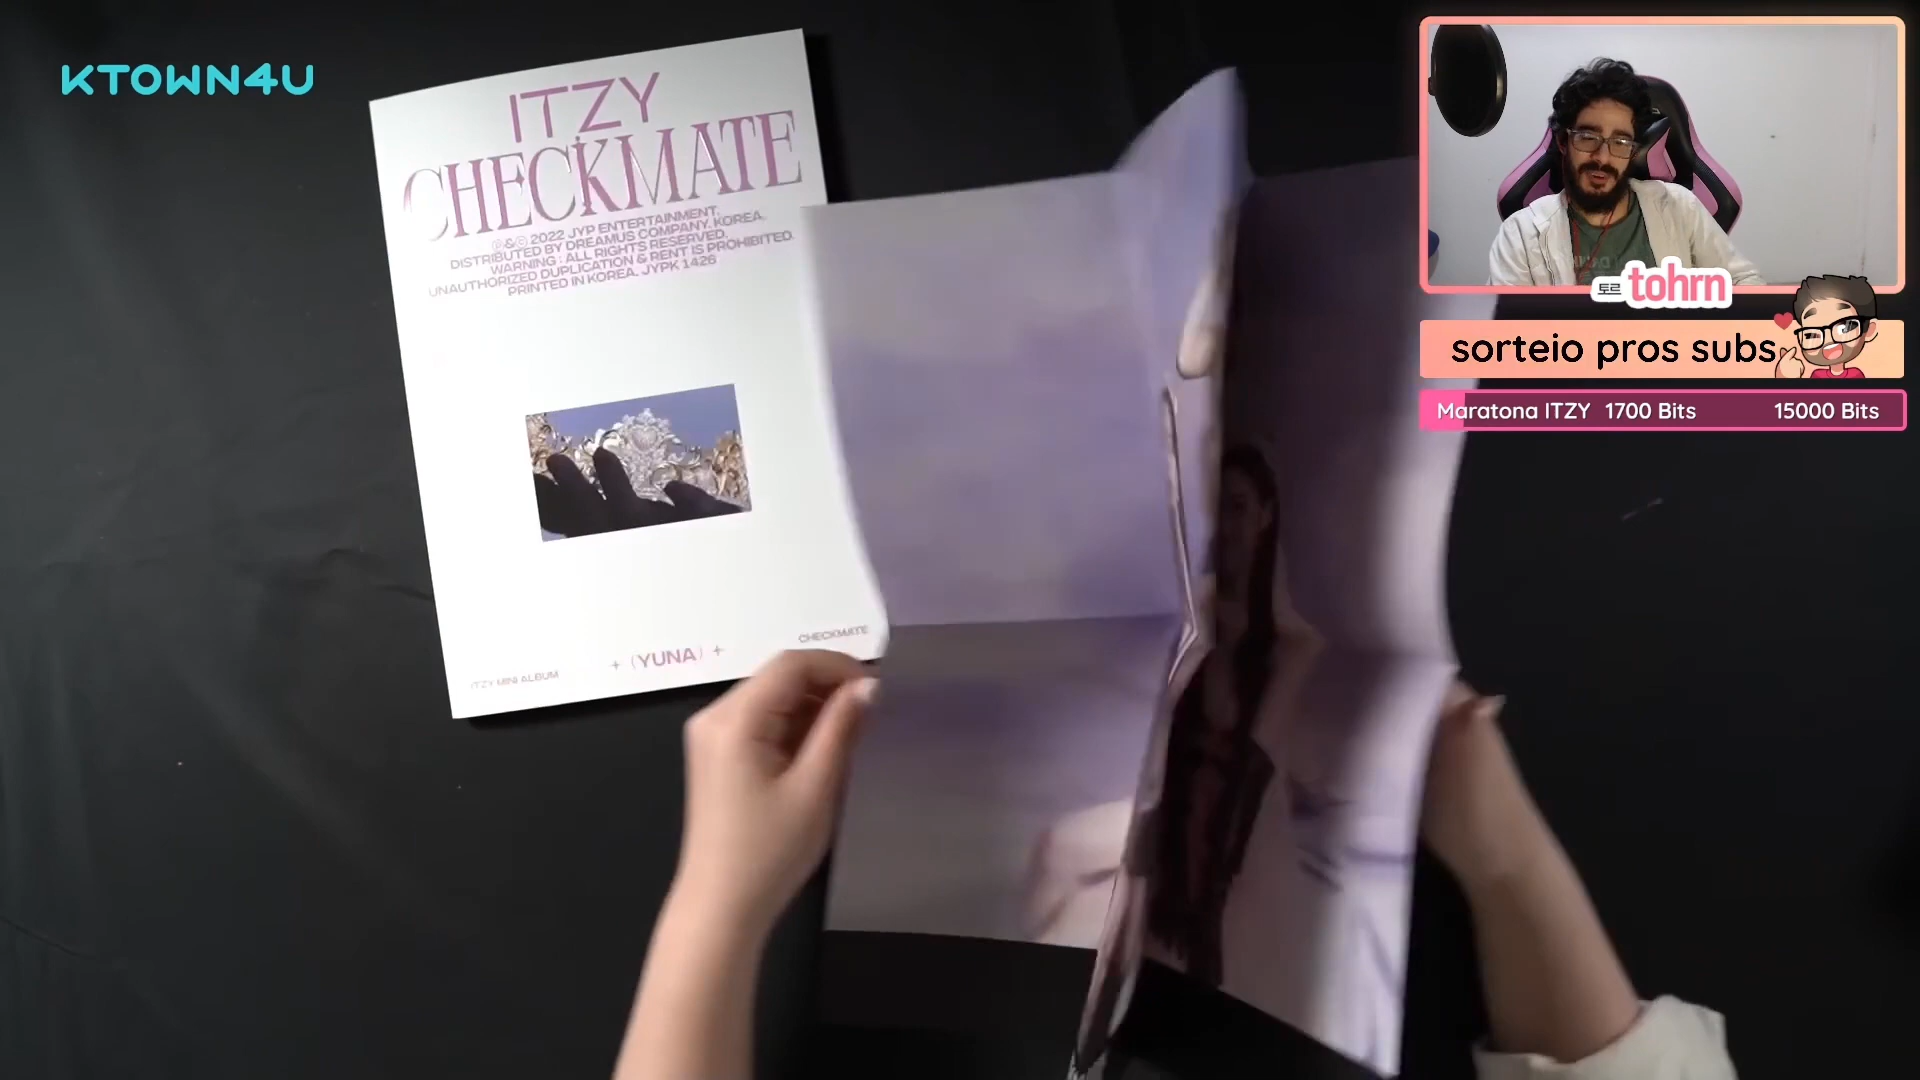 KTOWN4U
ITZY
CHECKMATE
℗&© 2022 JYP ENTERTAINMENT,
DISTRIBUTED BY DREAMUS COMPANY. KOREA,
WARNING : ALL RIGHTS RESERVED.
UNAUTHORIZED DUPLICATION & RENT IS PROHIBITED.
PRINTED IN KOREA. JYPK 1426
ITZY MINI ALBUM
+ (YUNA) +
CHECKMATE
토르 tohrn
sorteio pros subs
Maratona ITZY 1700 Bits 15000 Bits